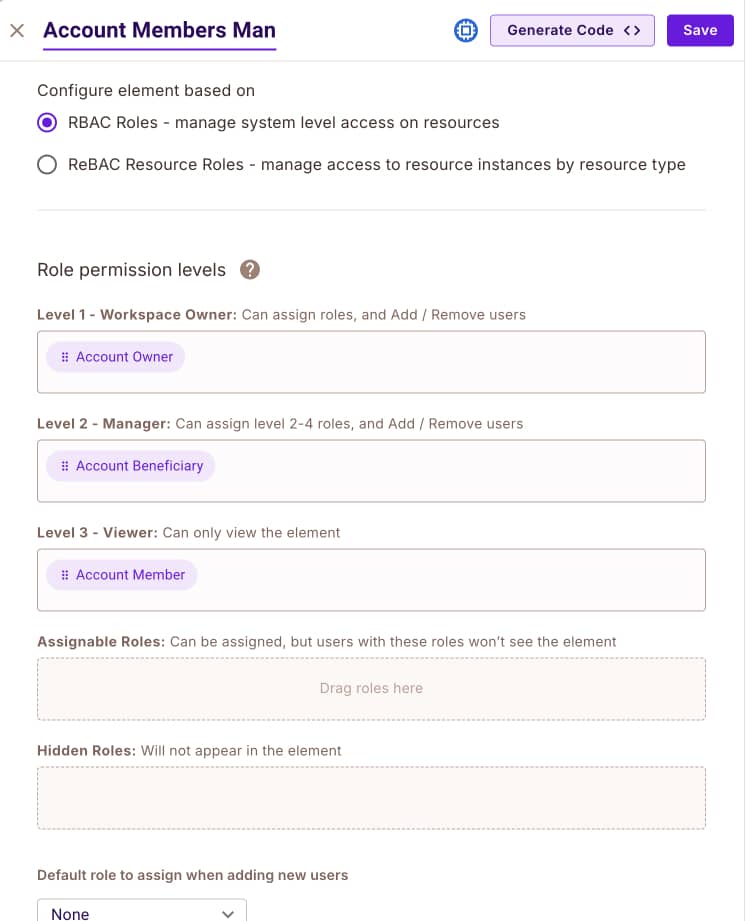 Account Members Man
Generate Code <>
Save
Configure element based on
RBAC Roles - manage system level access on resources
ReBAC Resource Roles - manage access to resource instances by resource type
Role permission levels ?
Level 1 - Workspace Owner: Can assign roles, and Add / Remove users
Account Owner
Level 2 - Manager: Can assign level 2-4 roles, and Add / Remove users
Account Beneficiary
Level 3 - Viewer: Can only view the element
Account Member
Assignable Roles: Can be assigned, but users with these roles won’t see the element
Drag roles here
Hidden Roles: Will not appear in the element
Default role to assign when adding new users
None